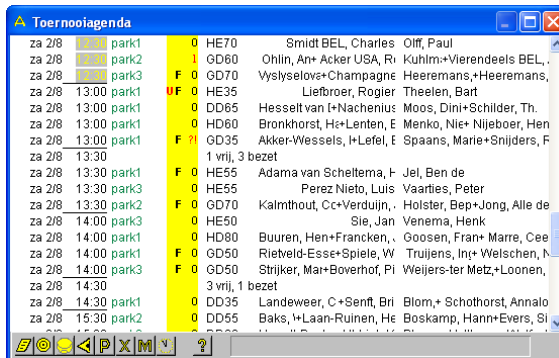 Toernooiagenda
za 2/8 12:30 park1 0 HE70 Smidt BEL, Charles Olff, Paul
za 2/8 12:30 park2 1 GD60 Ohlin, An+ Acker USA, R Kuhlm+Vierendeels BEL,
za 2/8 12:30 park3 F 0 GD70 Vyslyselova+Champagne Heeremans,+Heeremans,
za 2/8 13:00 park1 UF 0 HE35 Liefbroer, Rogier Theelen, Bart
za 2/8 13:00 park1 0 DD65 Hesselt van I+Nachenius Moos, Dini+Schilder, Th.
za 2/8 13:00 park1 0 HD60 Bronkhorst, H+Lenten, E Menko, Nie+ Nijeboer, Hen
za 2/8 13:00 park1 F ?! GD35 Akker-Wessels, I+Lefel, E Spaans, Marie+Snijders, F
za 2/8 13:30 1 vrij, 3 bezet
za 2/8 13:30 park1 F 0 HE55 Adama van Scheltema, H Jel, Ben de
za 2/8 13:30 park3 0 HE55 Perez Nieto, Luis Vaarties, Peter
za 2/8 13:30 park2 F 0 GD70 Kalmthout, Cc+Verduijn, Holster, Bep+Jong, Alle de
za 2/8 14:00 park3 0 HE50 Sie, Jan Venema, Henk
za 2/8 14:00 park1 0 HD80 Buuren, Hen+Francken, Goosen, Fran+ Marre, Cee
za 2/8 14:00 park1 F 0 GD50 Rietveld-Esse+Spiele, W Truijens, In+ Welschen, N
za 2/8 14:00 park3 F 0 GD50 Strijker, Mar+Boverhof, Pi Weijers-ter Metz,+Loonen,
za 2/8 14:30 3 vrij, 1 bezet
za 2/8 14:30 park1 0 DD35 Landeweer, C+Senft, Bri Blom,+ Schothorst, Annalo
za 2/8 15:30 park2 0 DD55 Baks, I+Laan-Ruinen, He Boskamp, Hann+Evers, Si
P X M ?